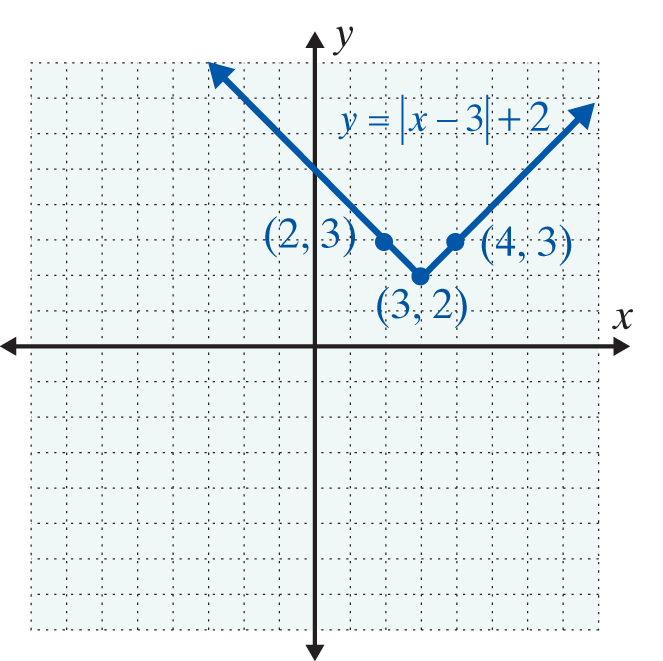 y
y = |x − 3| + 2
(2, 3)
(4, 3)
(3, 2)
x